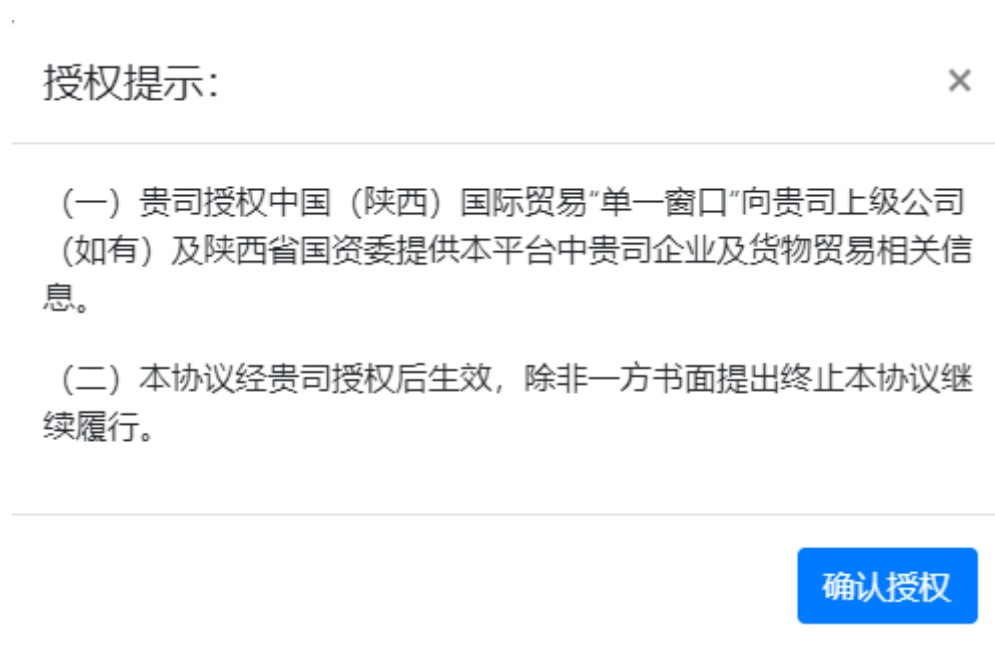 授权提示：
×
（一）贵司授权中国（陕西）国际贸易“单一窗口”向贵司上级公司
（如有）及陕西省国资委提供本平台中贵司企业及货物贸易相关信
息。
（二）本协议经贵司授权后生效，除非一方书面提出终止本协议继
续履行。
确认授权